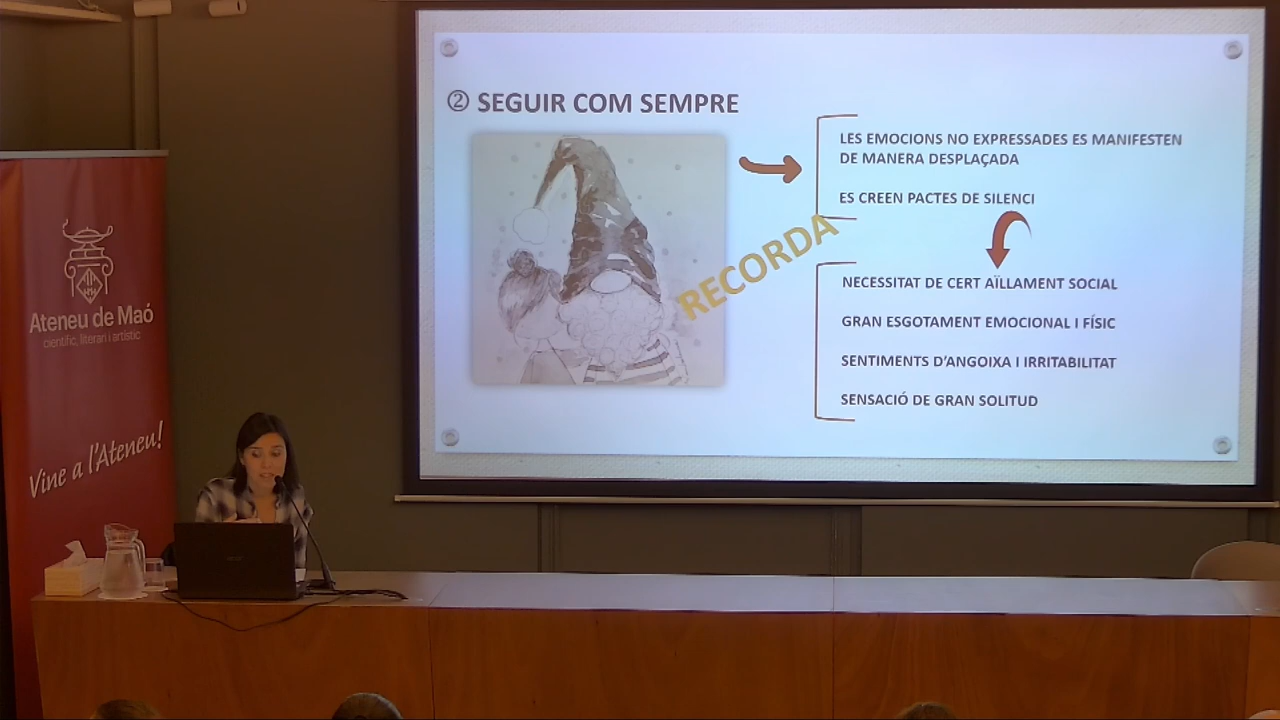 ② SEGUIR COM SEMPRE
LES EMOCIONS NO EXPRESSADES ES MANIFESTEN
DE MANERA DESPLAÇADA
ES CREEN PACTES DE SILENCI
RECORDA
NECESSITAT DE CERT AÏLLAMENT SOCIAL
GRAN ESGOTAMENT EMOCIONAL I FÍSIC
SENTIMENTS D'ANGOIXA I IRRITABILITAT
SENSACIÓ DE GRAN SOLITUD
Ateneu de Maó
científic, literari i artístic
Vine a l'Ateneu!